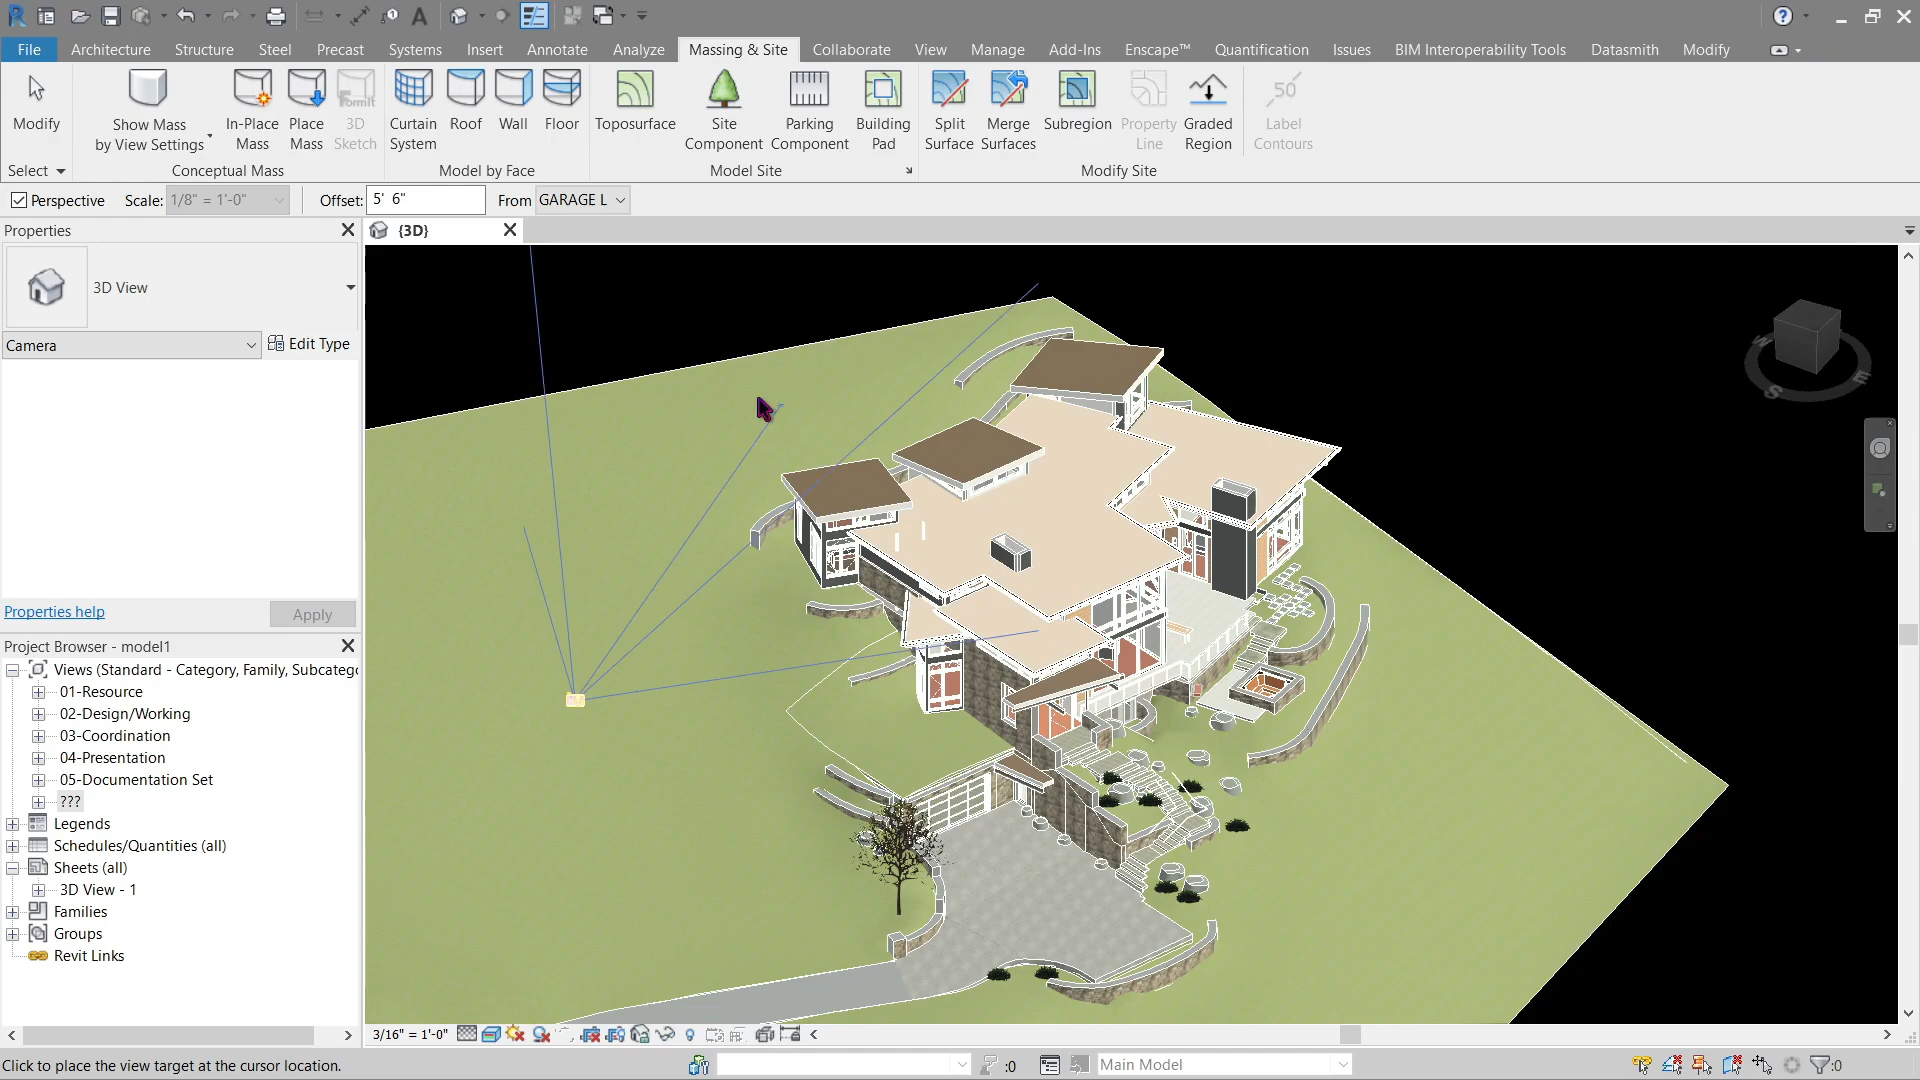 File Architecture Structure Steel Precast Systems Insert Annotate Analyze Massing & Site Collaborate View Manage Add-Ins Enscape™ Quantification Issues BIM Interoperability Tools Datasmith Modify
Modify
Show Mass
by View Settings
In-Place
Mass
Place
Mass
3D
Sketch
FormIt
Curtain
System
Roof
Wall
Floor
Toposurface
Site
Component
Parking
Component
Building
Pad
Split
Surface
Merge
Surfaces
Subregion
Property
Line
Graded
Region
50
Label
Contours
Select
Conceptual Mass
Model by Face
Model Site
Modify Site
Perspective Scale: 1/8" = 1'-0" Offset: 5' 6" From GARAGE L
Properties
{3D}
3D View
Camera
Edit Type
Properties help
Apply
Project Browser - model1
Views (Standard - Category, Family, Subcatego
01-Resource
02-Design/Working
03-Coordination
04-Presentation
05-Documentation Set
???
Legends
Schedules/Quantities (all)
Sheets (all)
3D View - 1
Families
Groups
Revit Links
W
S
E
3/16" = 1'-0"
Click to place the view target at the cursor location.
:0
Main Model
:0